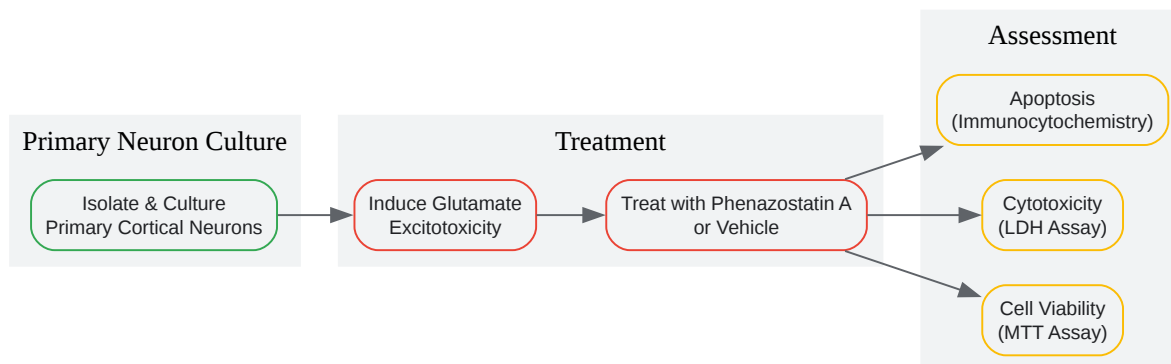 Primary Neuron Culture
Isolate & Culture
Primary Cortical Neurons
Treatment
Induce Glutamate
Excitotoxicity
Treat with Phenazostatin A
or Vehicle
Assessment
Apoptosis
(Immunocytochemistry)
Cytotoxicity
(LDH Assay)
Cell Viability
(MTT Assay)